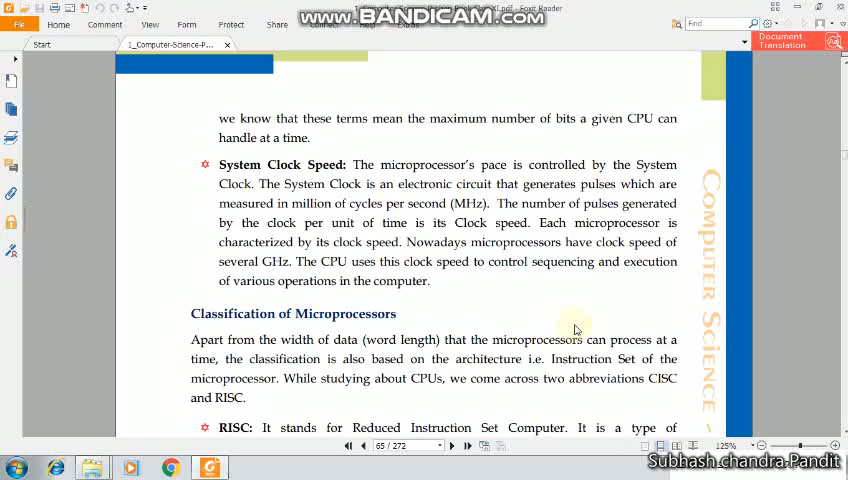 www.BANDICAM.com
Foxit Reader
File
Home
Comment
View
Form
Protect
Share
Find
Start
1_Computer-Science-P...
Document
Translation
we know that these terms mean the maximum number of bits a given CPU can
handle at a time.
System Clock Speed: The microprocessor's pace is controlled by the System
Clock. The System Clock is an electronic circuit that generates pulses which are
measured in million of cycles per second (MHz). The number of pulses generated
by the clock per unit of time is its Clock speed. Each microprocessor is
characterized by its clock speed. Nowadays microprocessors have clock speed of
several GHz. The CPU uses this clock speed to control sequencing and execution
of various operations in the computer.
Classification of Microprocessors
Apart from the width of data (word length) that the microprocessors can process at a
time, the classification is also based on the architecture i.e. Instruction Set of the
microprocessor. While studying about CPUs, we come across two abbreviations CISC
and RISC.
RISC: It stands for Reduced Instruction Set Computer. It is a type of
COMPUTER SCIENCE -
65 / 272
125%
Subhash chandra Pandit